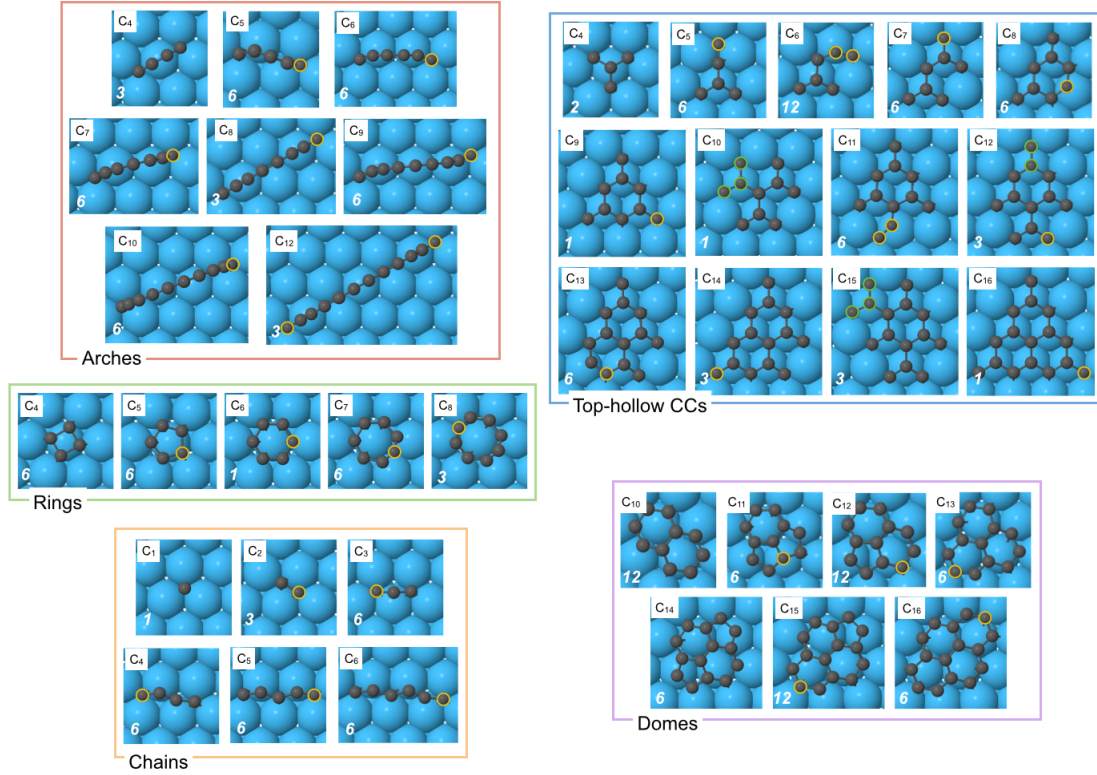 C₄ C₅ C₆
3 6 6
C₇ C₈ C₉
6 3 6
C₁₀ C₁₂
6 3
Arches
C₄ C₅ C₆ C₇ C₈
2 6 12 6 6
C₉ C₁₀ C₁₁ C₁₂
1 1 6 3
C₁₃ C₁₄ C₁₅ C₁₆
6 3 3 1
Top-hollow CCs
C₄ C₅ C₆ C₇ C₈
6 6 1 6 3
Rings
C₁ C₂ C₃
1 3 6
C₄ C₅ C₆
6 6 6
Chains
C₁₀ C₁₁ C₁₂ C₁₃
12 6 12 6
C₁₄ C₁₅ C₁₆
6 12 6
Domes